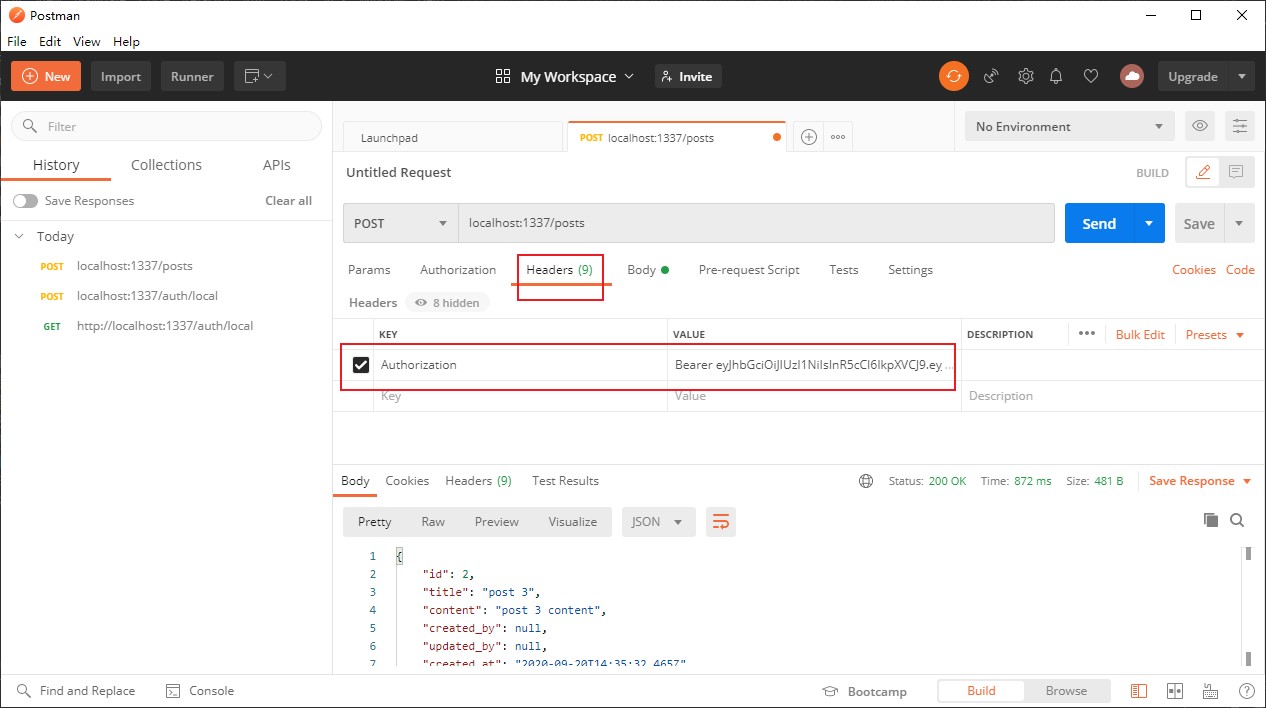 Postman
File Edit View Help
New Import Runner My Workspace Invite Upgrade
Filter
History Collections APIs
Save Responses Clear all
Today
POST localhost:1337/posts
POST localhost:1337/auth/local
GET http://localhost:1337/auth/local
Launchpad POST localhost:1337/posts No Environment
Untitled Request BUILD
POST localhost:1337/posts Send Save
Params Authorization Headers (9) Body Pre-request Script Tests Settings Cookies Code
Headers 8 hidden
KEY VALUE DESCRIPTION Bulk Edit Presets
Authorization Bearer eyJhbGciOiJIUzI1NiIsInR5cCI6IkpXVCJ9.ey ...
Key Value Description
Body Cookies Headers (9) Test Results Status: 200 OK Time: 872 ms Size: 481 B Save Response
Pretty Raw Preview Visualize JSON
1 {
2 "id": 2,
3 "title": "post 3",
4 "content": "post 3 content",
5 "created_by": null,
6 "updated_by": null,
7 "created_at": "2020-09-20T14:35:32.465Z"
Find and Replace Console Bootcamp Build Browse